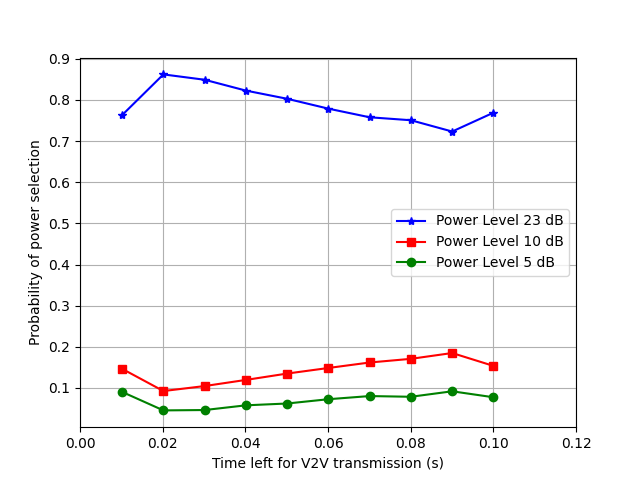 0.9
0.8
0.7
0.6
0.5
0.4
0.3
0.2
0.1
Probability of power selection
Power Level 23 dB
Power Level 10 dB
Power Level 5 dB
0.00 0.02 0.04 0.06 0.08 0.10 0.12
Time left for V2V transmission (s)